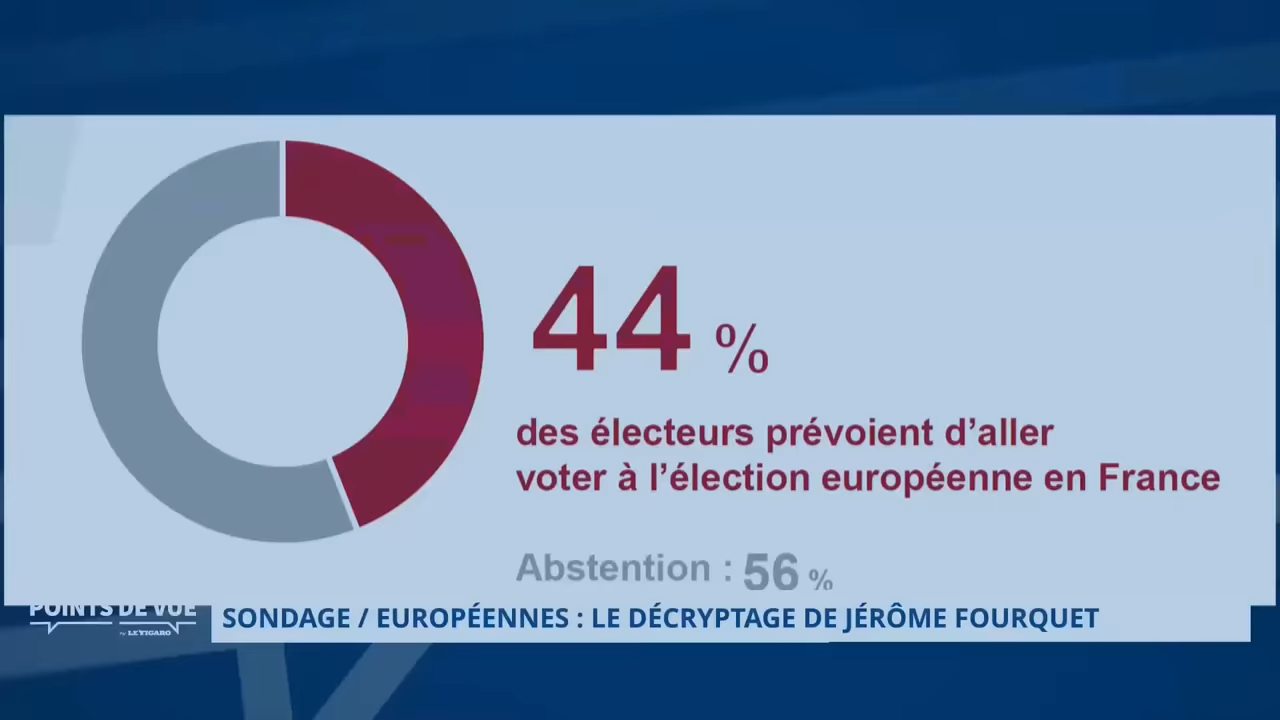 44 %
des électeurs prévoient d’aller
voter à l’élection européenne en France
Abstention : 56 %
POINTS DE VUE
by LE FIGARO
SONDAGE / EUROPÉENNES : LE DÉCRYPTAGE DE JÉRÔME FOURQUET